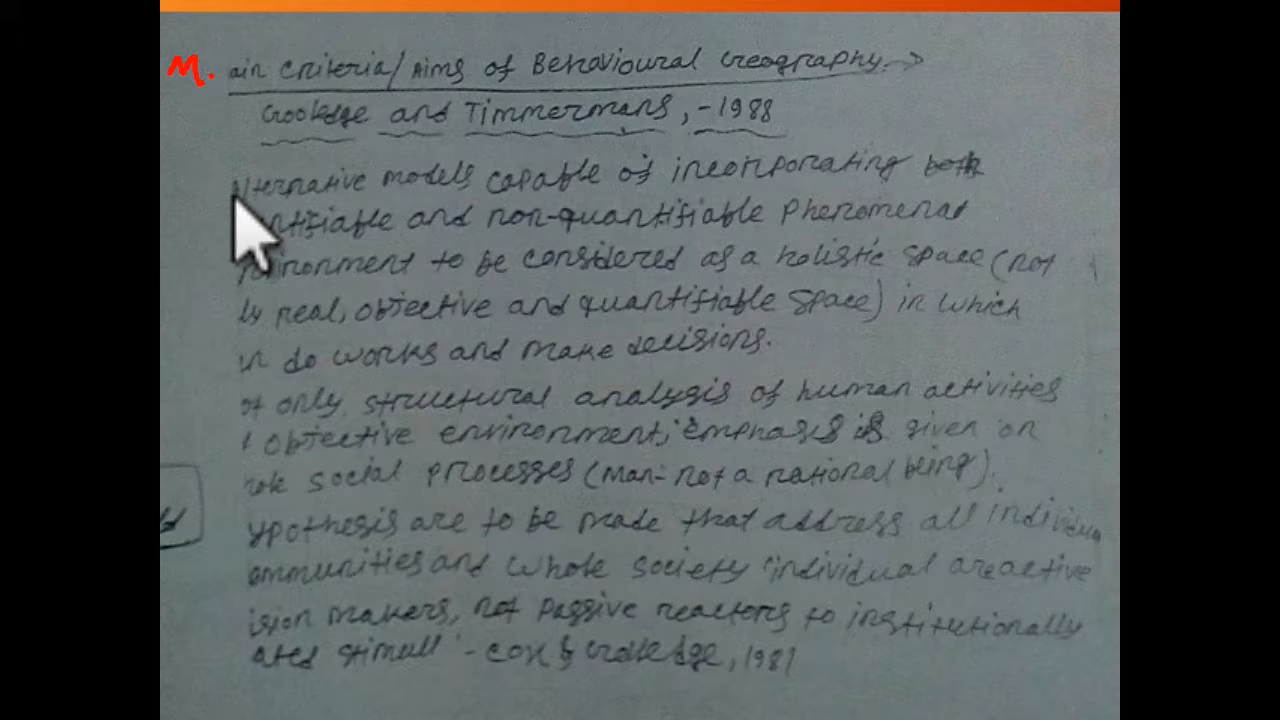 M. ain criteria/Aims of Behavioural Geography. →
Gooledge and Timmermans, - 1988
lternative models capable of incorporating both
ntifiable and non-quantifiable Phenomena
ironment to be considered as a holistic space (not
ly real, objective and quantifiable space) in which
n do works and make decisions.
ot only structural analysis of human activities
objective environment; emphasis is given on
hole social processes (man- not a rational being).
ypothesis are to be made that address all individua
ommunities and whole society "individual are active
ision makers, not passive reactors to institutionally
ated stimuli" - Cox & Golledge, 1981